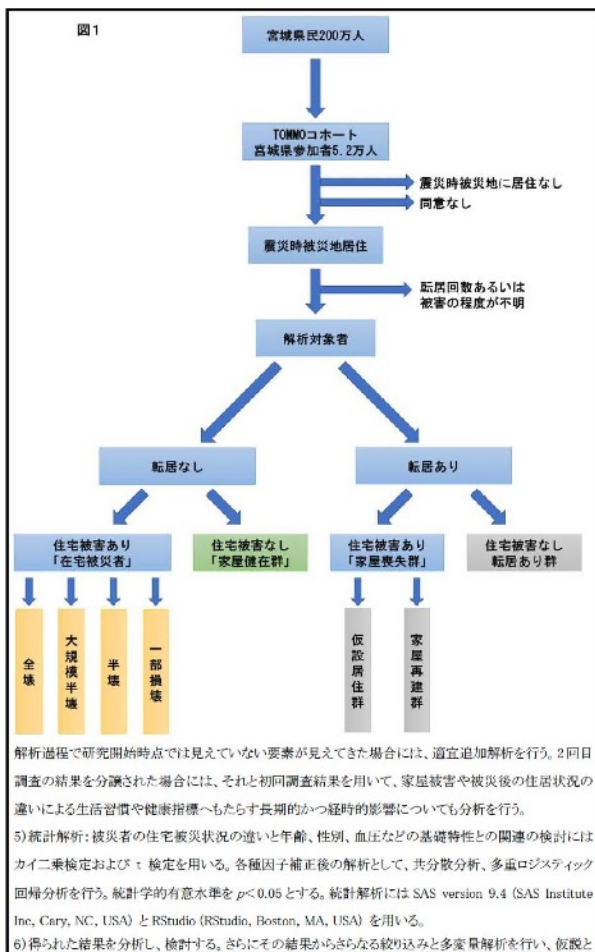 図1
宮城県民200万人
TOMMOコホート
宮城県参加者5.2万人
震災時被災地に居住なし
同意なし
震災時被災地居住
転居回数あるいは
被害の程度が不明
解析対象者
転居なし
転居あり
住宅被害あり
「在宅被災者」
住宅被害なし
「家屋健在群」
住宅被害あり
「家屋喪失群」
住宅被害なし
転居あり群
全壊
大規模半壊
半壊
一部損壊
仮設居住群
家屋再建群
解析過程で研究開始時点では見えていない要素が見えてきた場合には、適宜追加解析を行う。2回目
調査の結果を分譲された場合には、それと初回調査結果を用いて、家屋被害や被災後の住居状況の
違いによる生活習慣や健康指標へもたらす長期的かつ経時的影響についても分析を行う。
5)統計解析:被災者の住宅被災状況の違いと年齢、性別、血圧などの基礎特性との関連の検討には
カイ二乗検定および t 検定を用いる。各種因子補正後の解析として、共分散分析、多重ロジスティック
回帰分析を行う。統計学的有意水準を p<0.05 とする。統計解析には SAS version 9.4 (SAS Institute
Inc, Cary, NC, USA) と RStudio (RStudio, Boston, MA, USA) を用いる。
6)得られた結果を分析し、検討する。さらにその結果からさらなる絞り込みと多変量解析を行い、仮説と